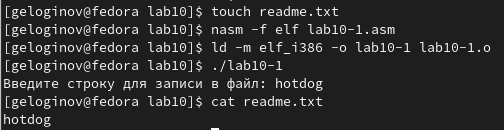 [geloginov@fedora lab10]$ touch readme.txt
[geloginov@fedora lab10]$ nasm -f elf lab10-1.asm
[geloginov@fedora lab10]$ ld -m elf_i386 -o lab10-1 lab10-1.o
[geloginov@fedora lab10]$ ./lab10-1
Введите строку для записи в файл: hotdog
[geloginov@fedora lab10]$ cat readme.txt
hotdog